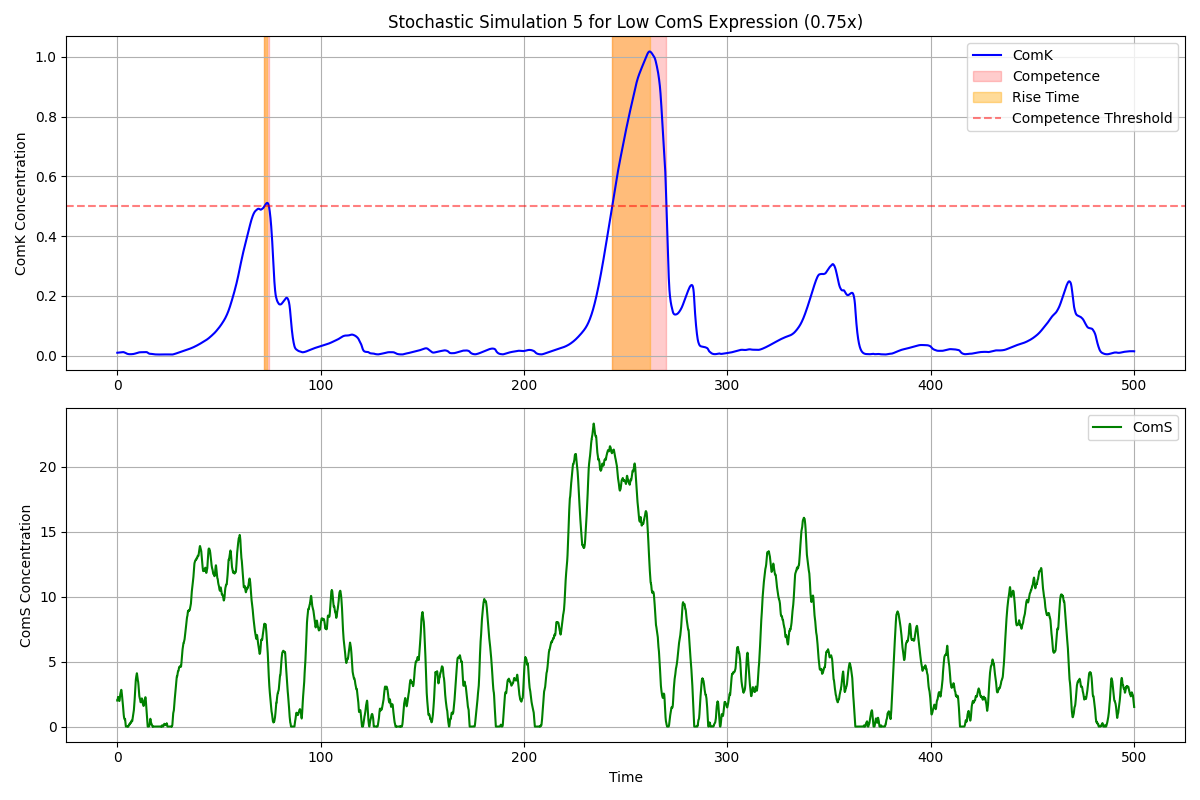 Stochastic Simulation 5 for Low ComS Expression (0.75x)
ComK Concentration
1.0
0.8
0.6
0.4
0.2
0.0
ComK
Competence
Rise Time
Competence Threshold
0 100 200 300 400 500
ComS Concentration
20
15
10
5
0
ComS
0 100 200 300 400 500
Time